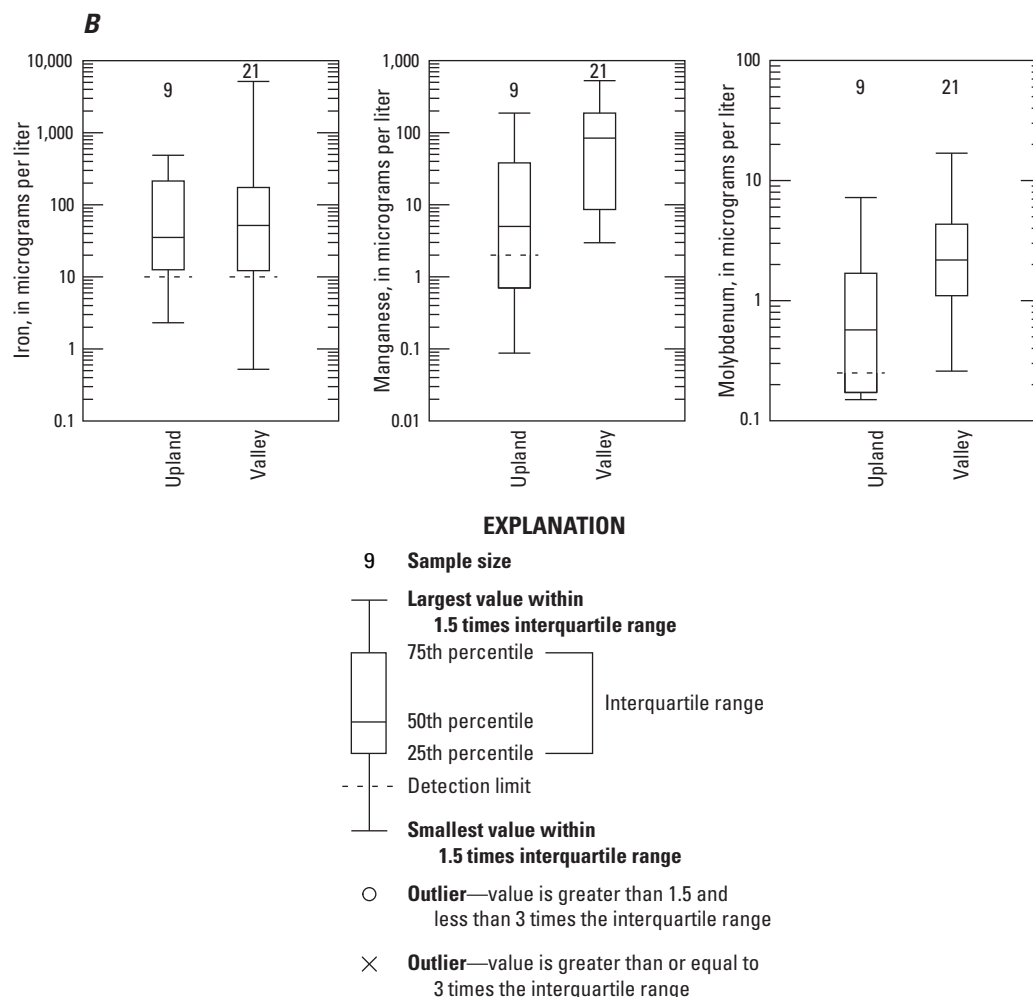 B
Iron, in micrograms per liter
10,000
1,000
100
10
1
0.1
9
21
Upland
Valley
Manganese, in micrograms per liter
1,000
100
10
1
0.1
0.01
9
21
Upland
Valley
Molybdenum, in micrograms per liter
100
10
1
0.1
9
21
Upland
Valley
EXPLANATION
9 Sample size
Largest value within
1.5 times interquartile range
75th percentile
Interquartile range
50th percentile
25th percentile
Detection limit
Smallest value within
1.5 times interquartile range
Outlier—value is greater than 1.5 and
less than 3 times the interquartile range
Outlier—value is greater than or equal to
3 times the interquartile range